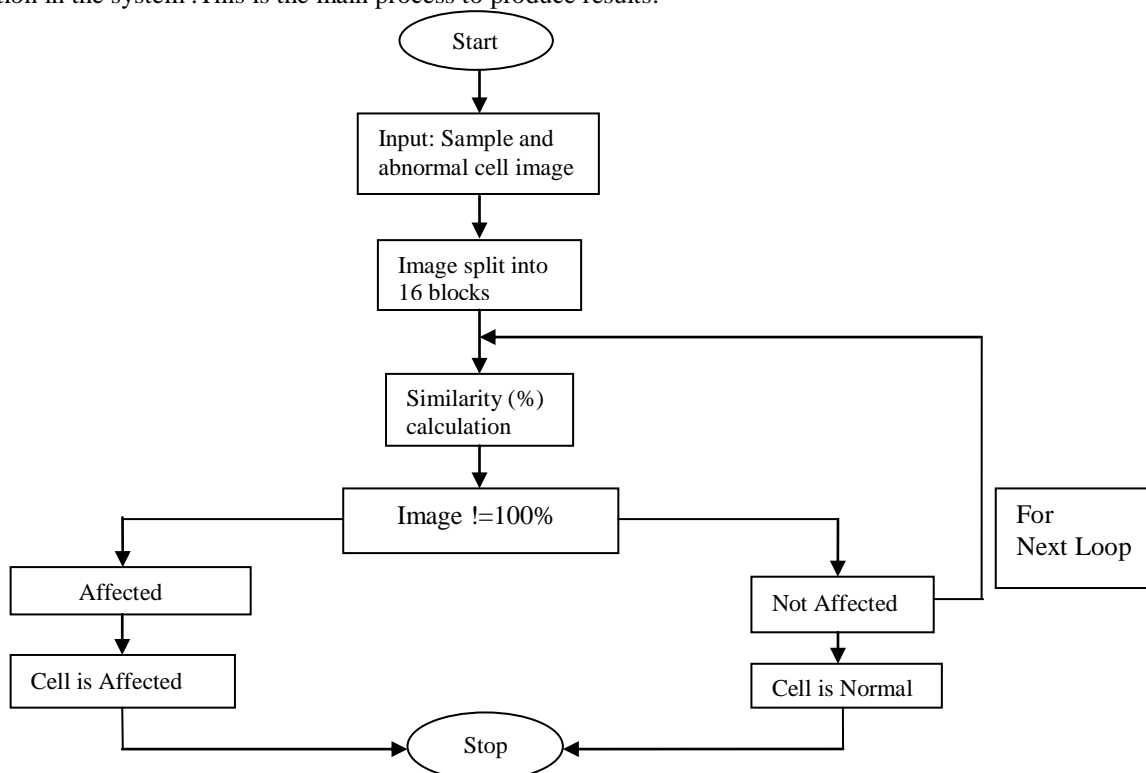 tion in the system .This is the main process to produce results.
Start
Input: Sample and
abnormal cell image
Image split into
16 blocks
Similarity (%)
calculation
Image !=100%
For
Next Loop
Affected
Not Affected
Cell is Affected
Cell is Normal
Stop